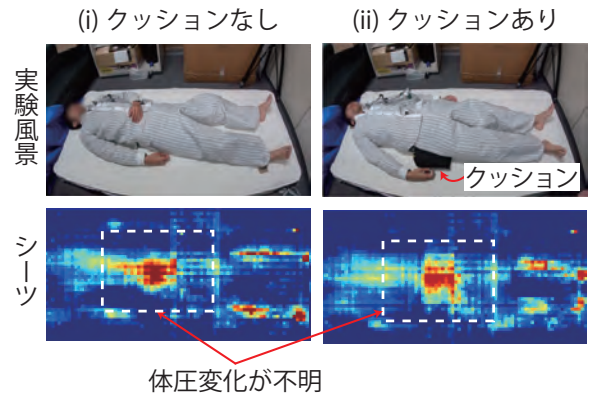 (i) クッションなし
(ii) クッションあり
実験風景
クッション
シーツ
体圧変化が不明